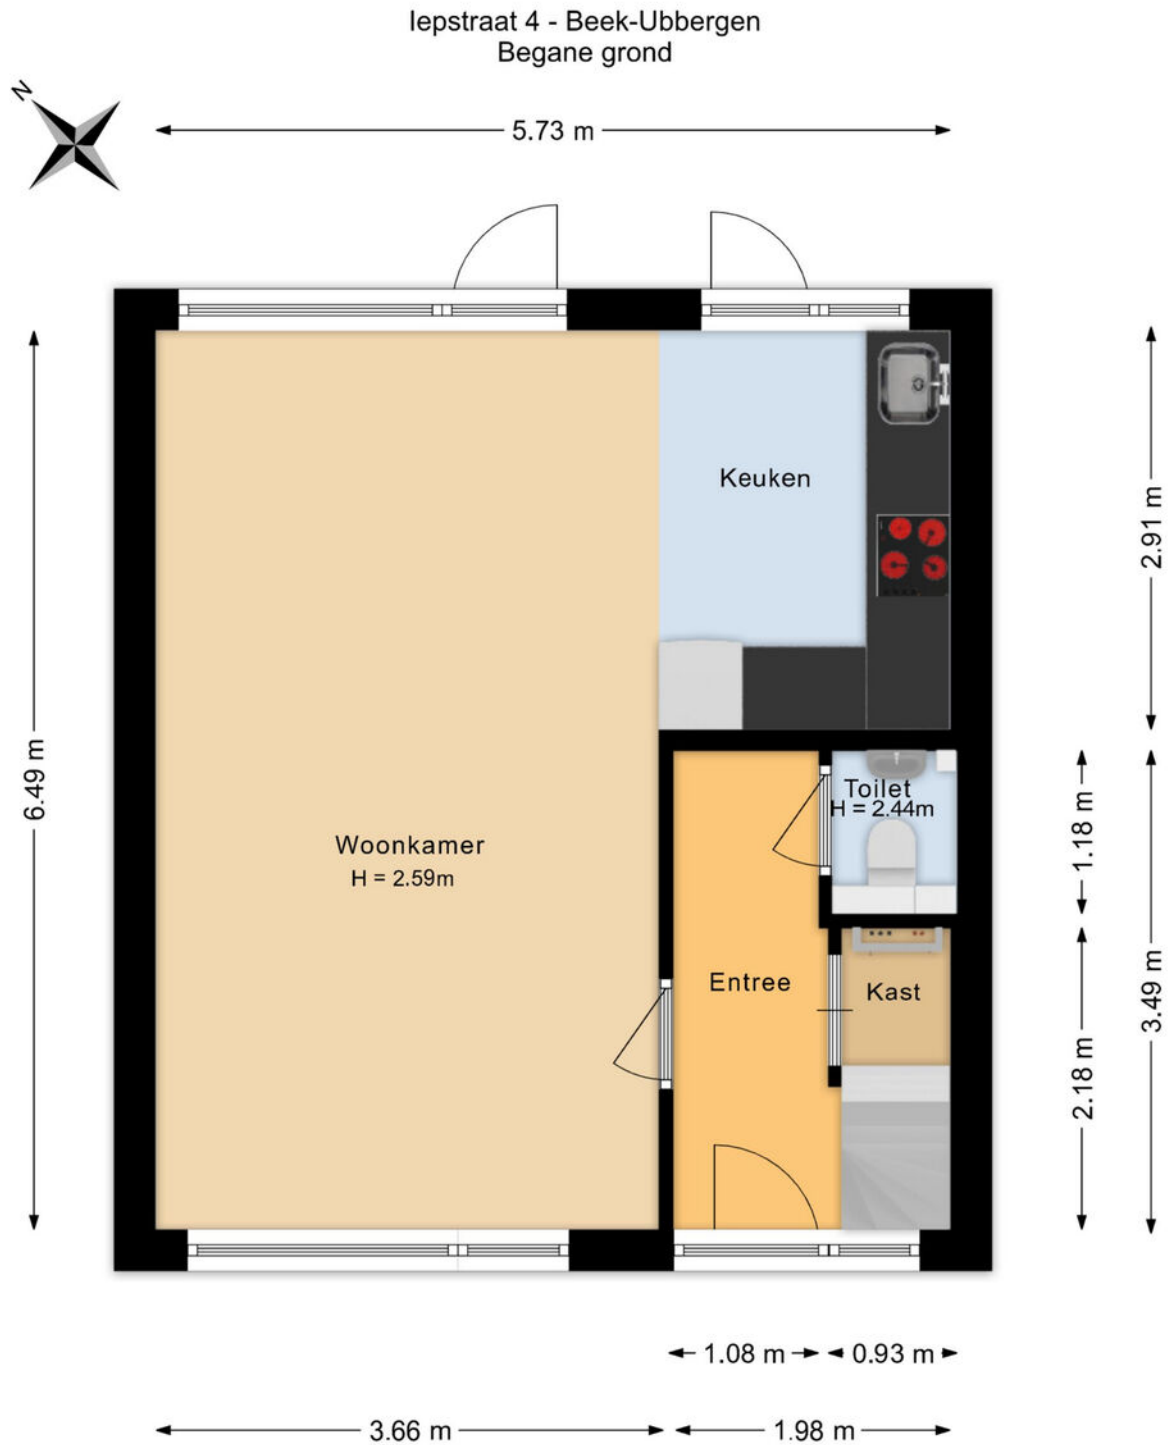 Iepstraat 4 - Beek-Ubbergen
Begane grond
N
5.73 m
Keuken
2.91 m
6.49 m
Toilet
H = 2.44m
1.18 m
Woonkamer
H = 2.59m
Entree
Kast
3.49 m
2.18 m
1.08 m
0.93 m
3.66 m
1.98 m